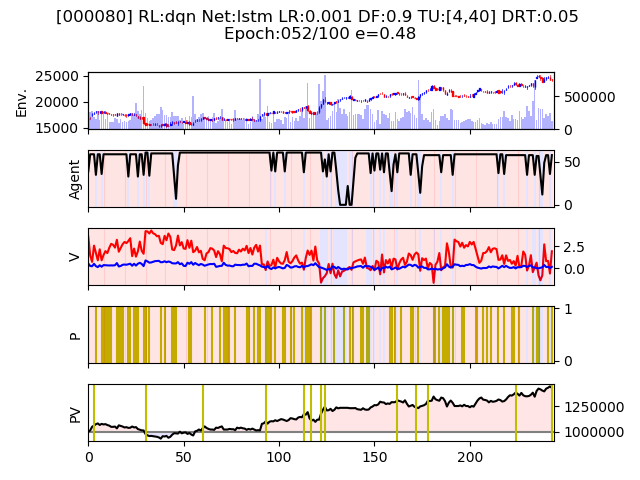 [000080] RL:dqn Net:lstm LR:0.001 DF:0.9 TU:[4,40] DRT:0.05
Epoch:052/100 e=0.48
Env.
25000
20000
15000
500000
0
Agent
50
0
V
2.5
0.0
P
1
0
PV
1250000
1000000
0 50 100 150 200